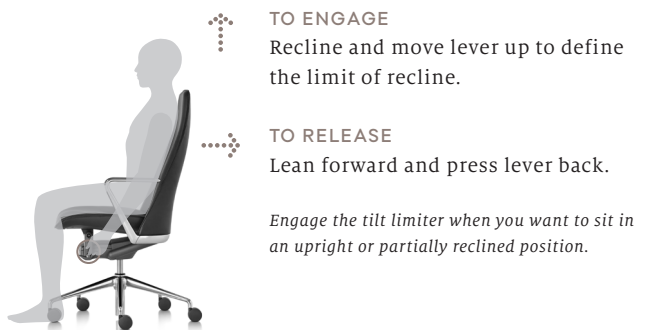 TO ENGAGE
Recline and move lever up to define
the limit of recline.
TO RELEASE
Lean forward and press lever back.
Engage the tilt limiter when you want to sit in
an upright or partially reclined position.